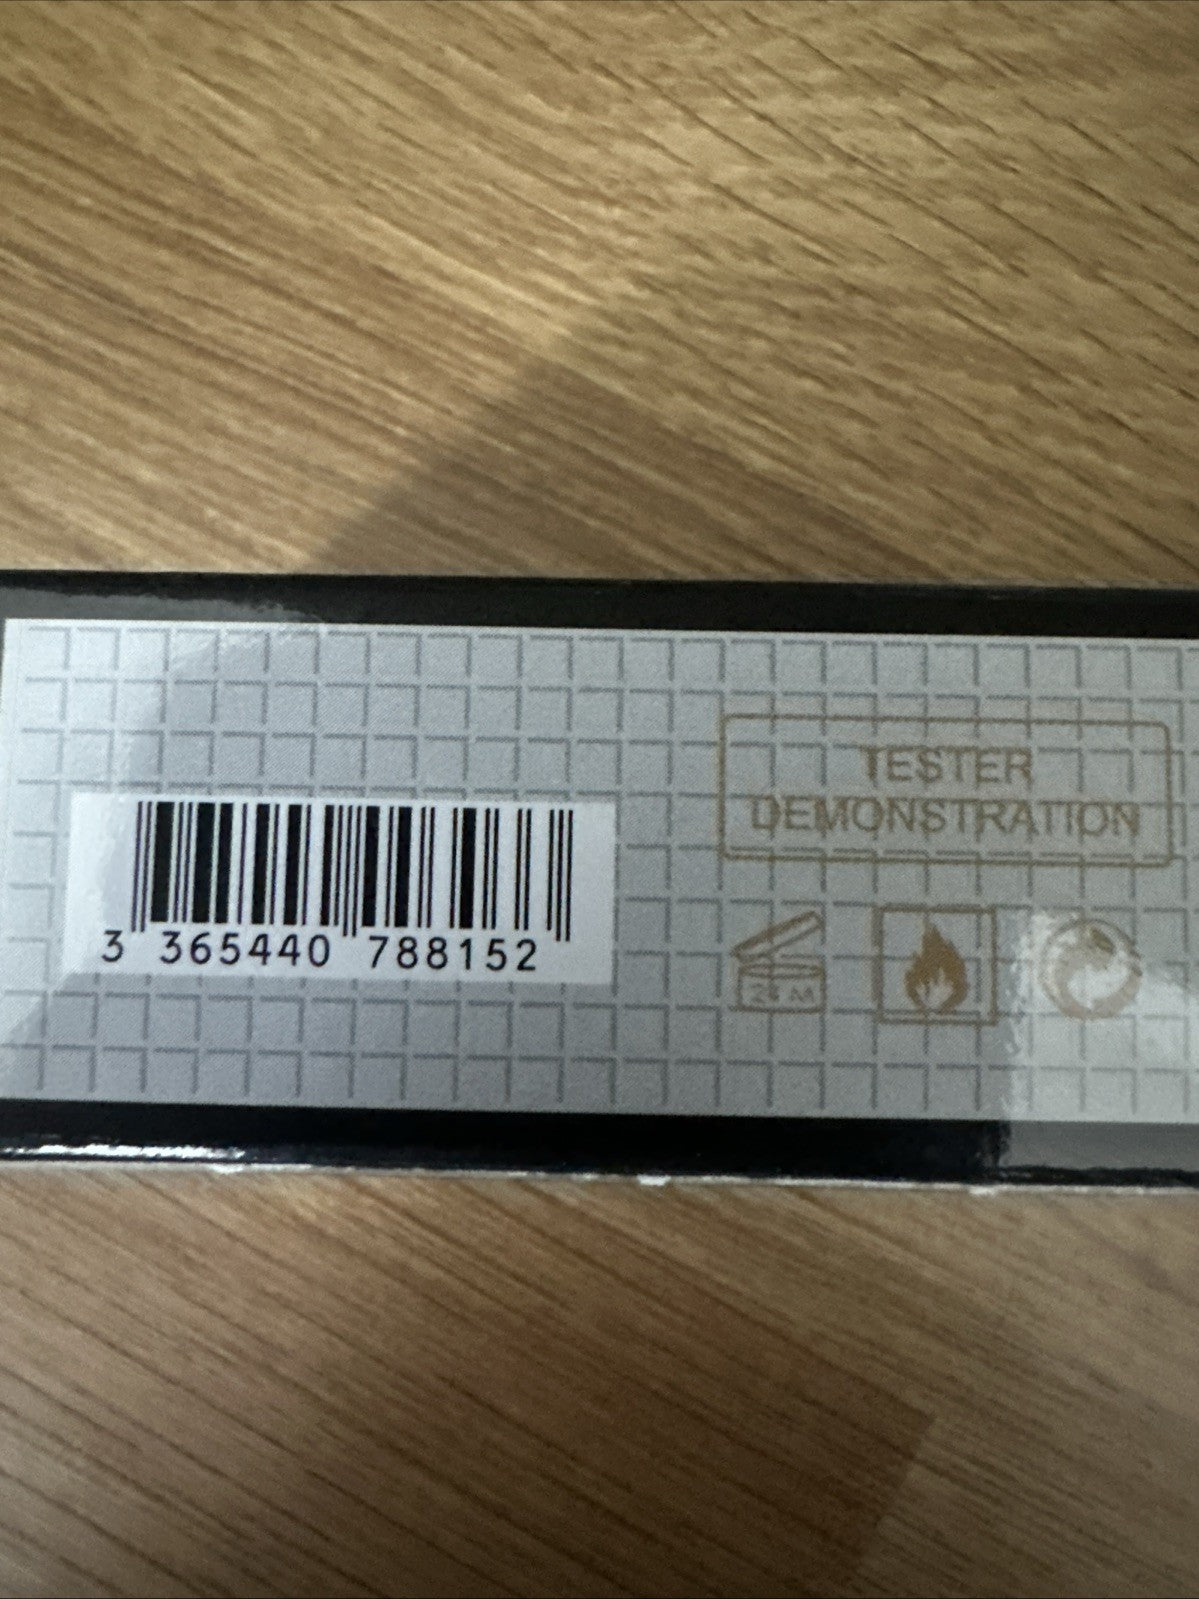 TESTER
DEMONSTRATION
3 365440 788152
24 M